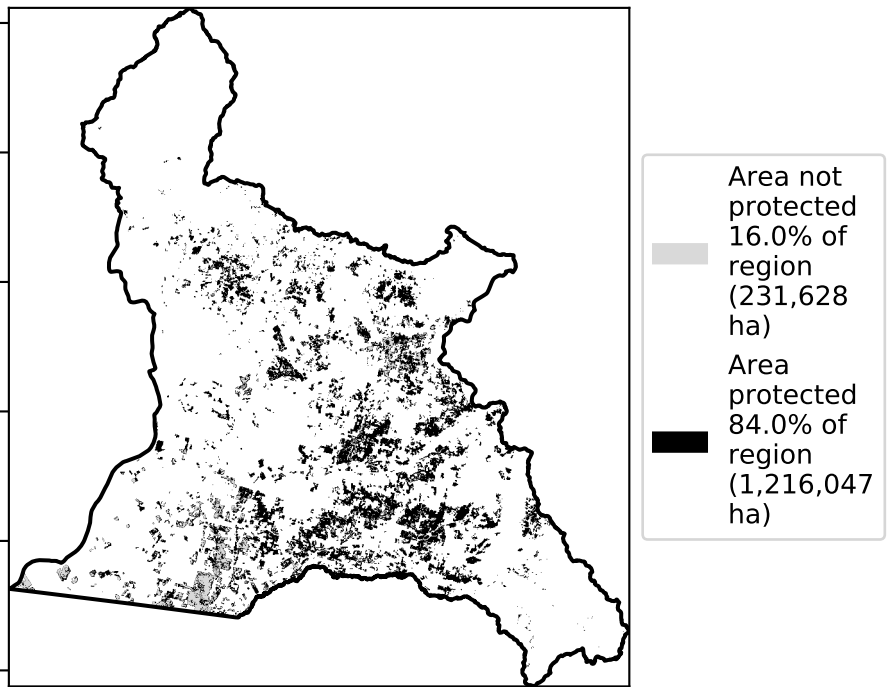 Area not
protected
16.0% of
region
(231,628
ha)
Area
protected
84.0% of
region
(1,216,047
ha)